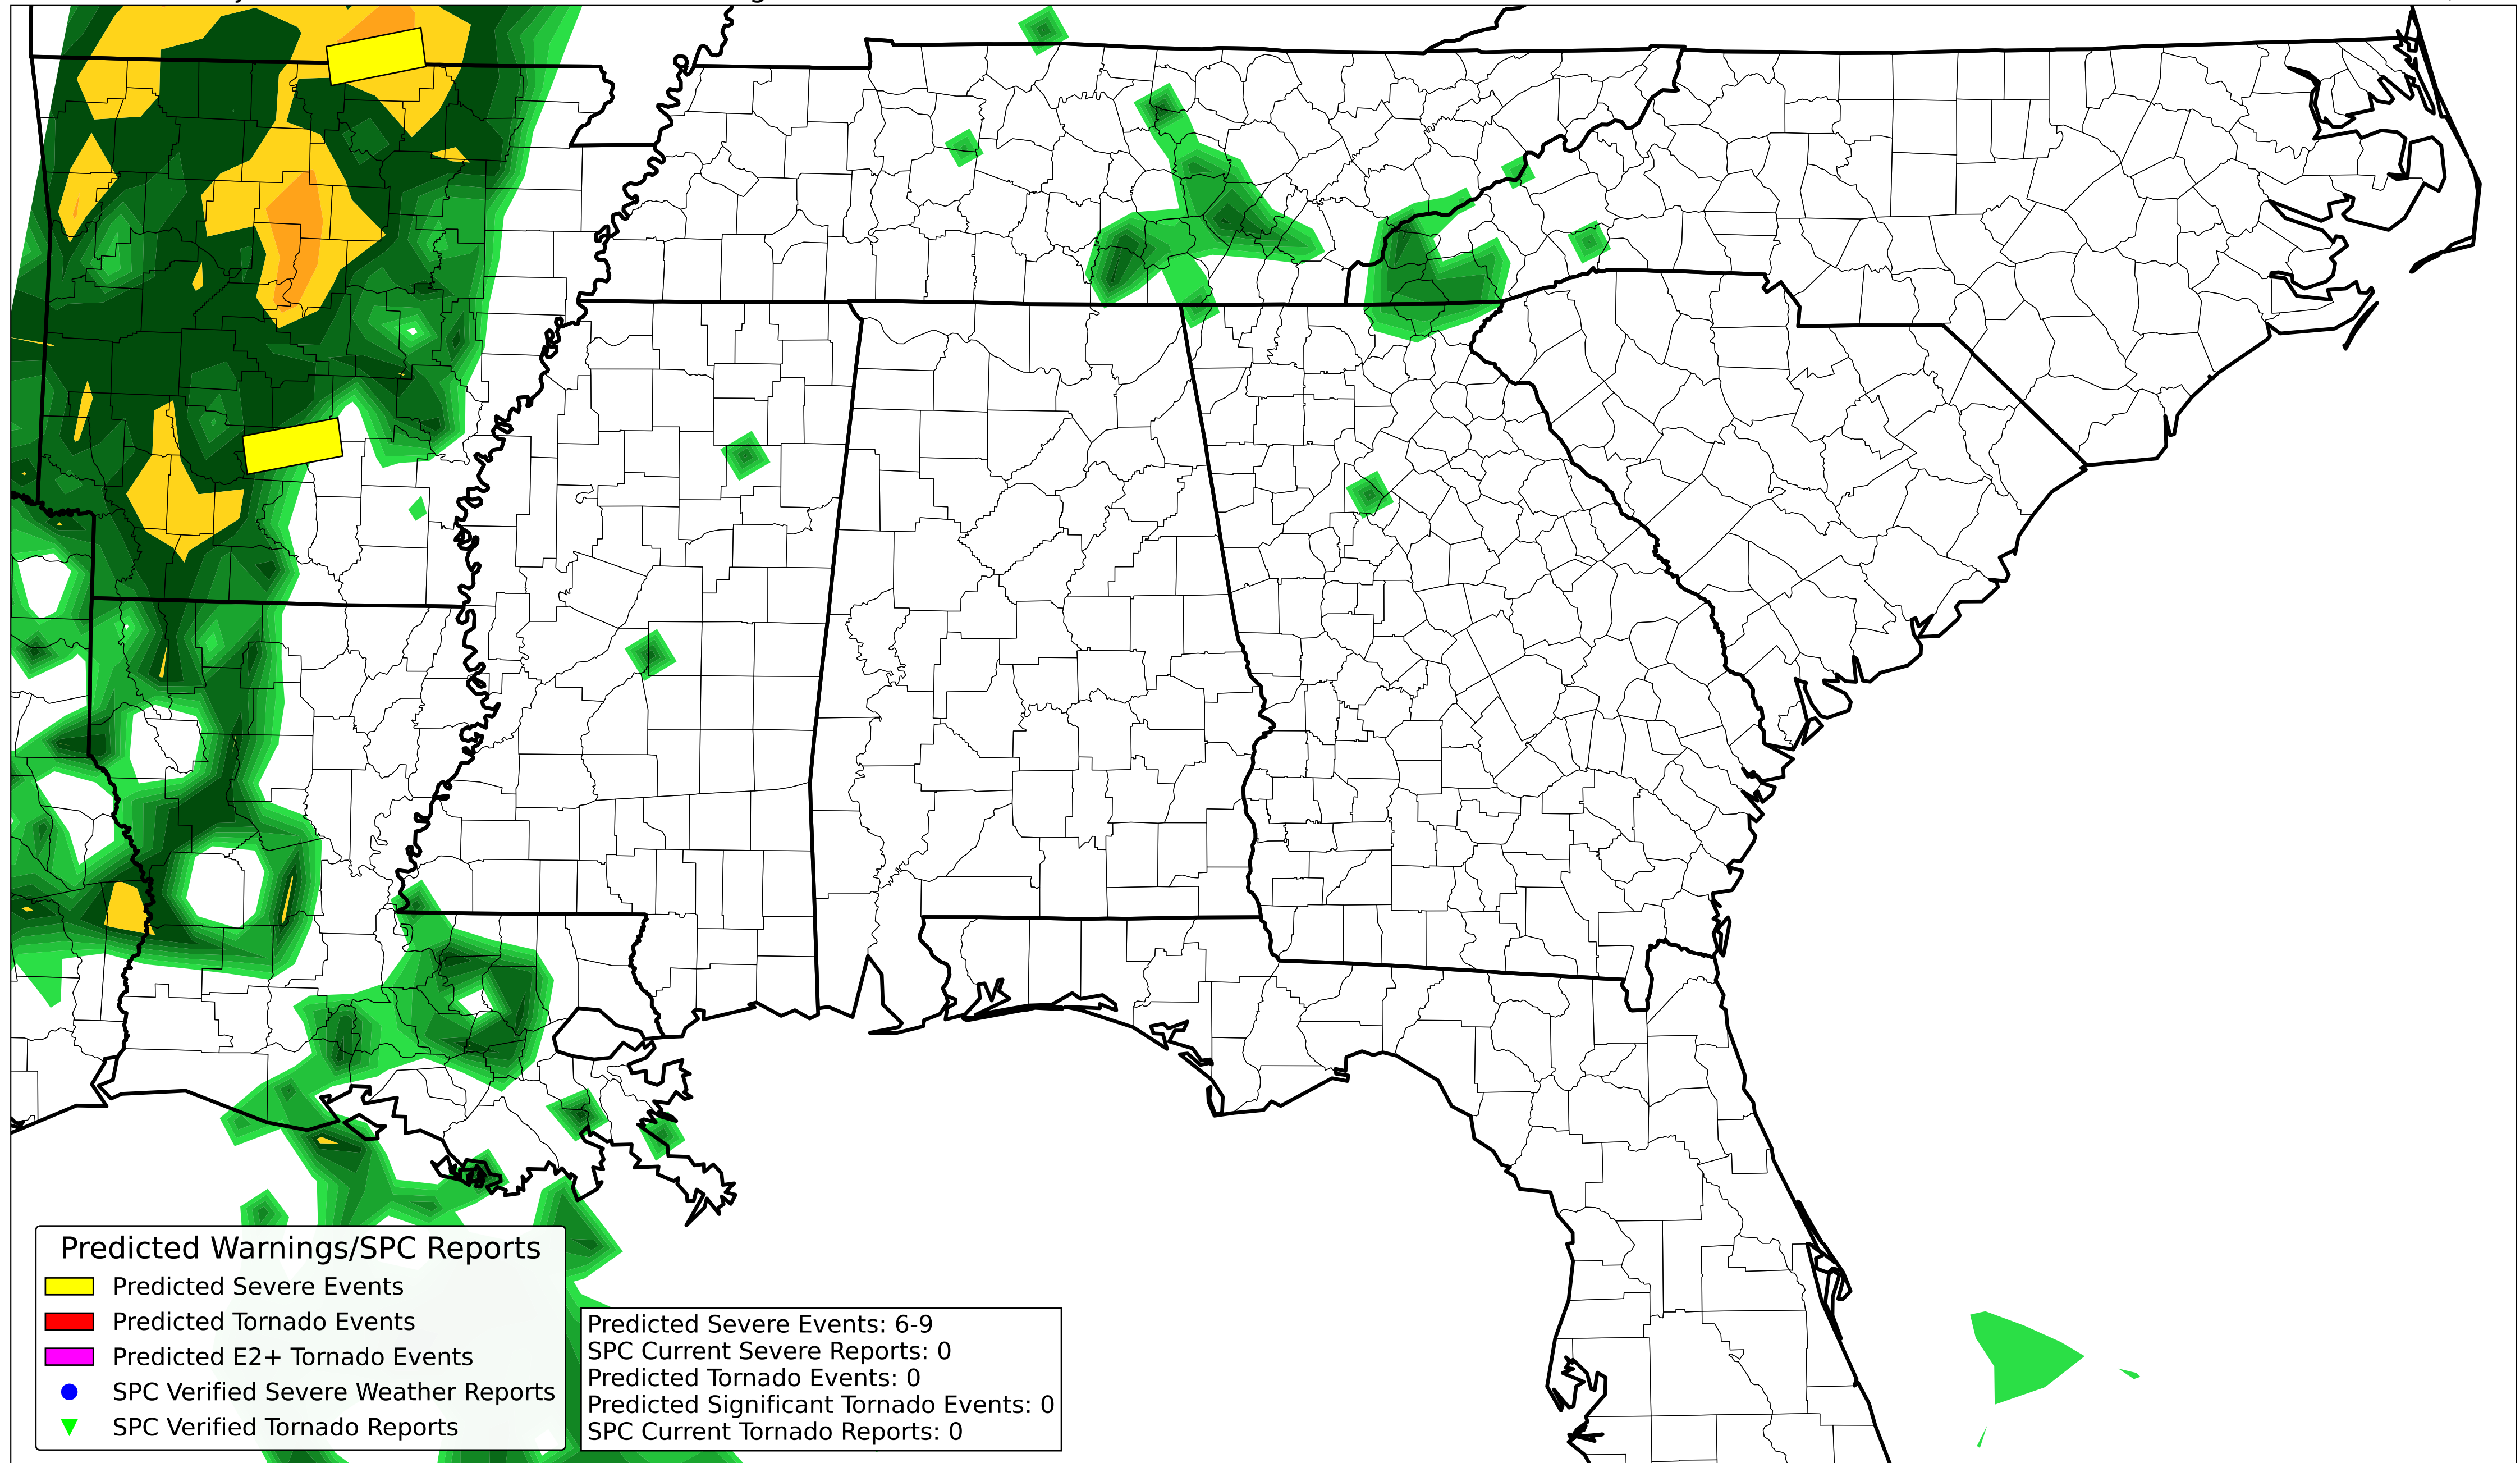 Predicted Warnings/SPC Reports
Predicted Severe Events
Predicted Tornado Events
Predicted E2+ Tornado Events
SPC Verified Severe Weather Reports
SPC Verified Tornado Reports
Predicted Severe Events: 6-9
SPC Current Severe Reports: 0
Predicted Tornado Events: 0
Predicted Significant Tornado Events: 0
SPC Current Tornado Reports: 0